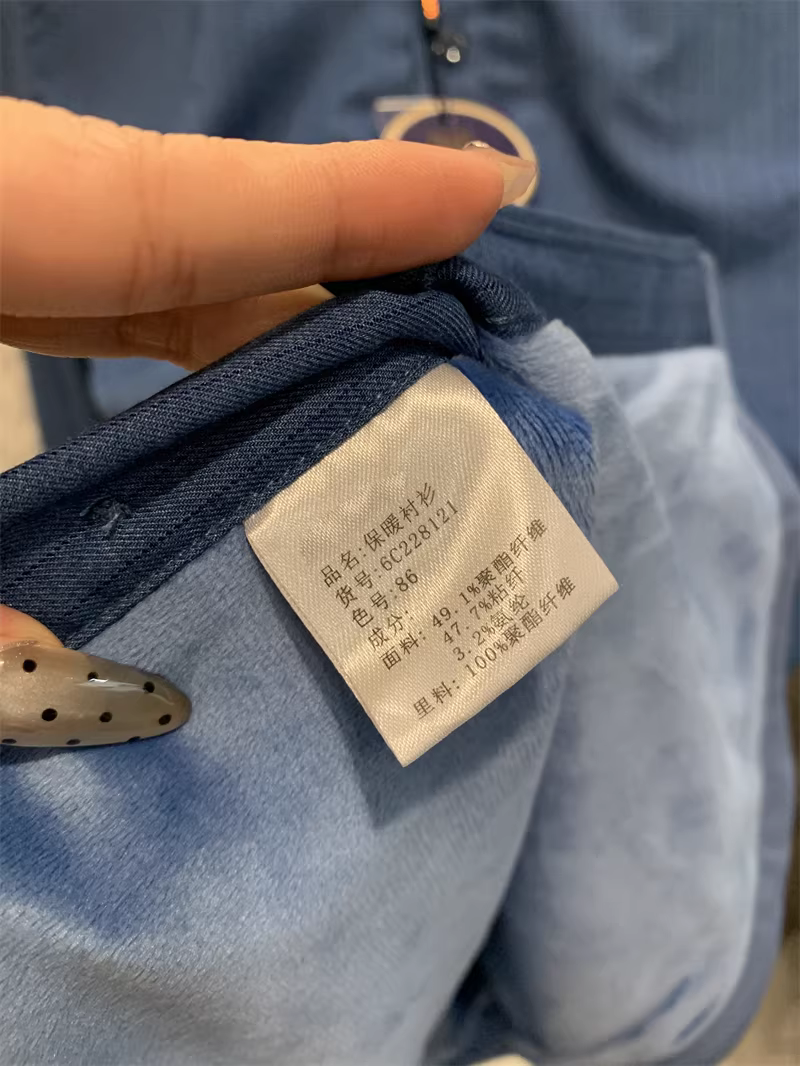 品名:保暖衬衫
货号:6C228121
色号:86
成分:
面料: 49.1%聚酯纤维
47.7%粘纤
3.2%氨纶
里料: 100%聚酯纤维